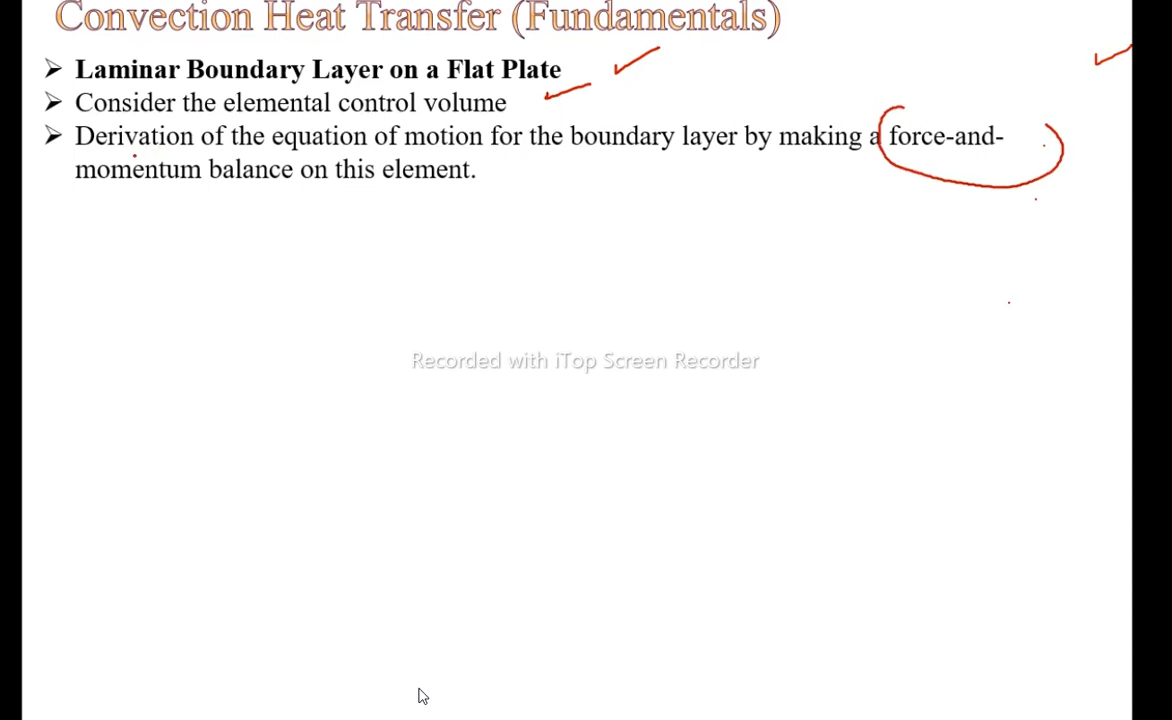 Convection Heat Transfer (Fundamentals)
➢ Laminar Boundary Layer on a Flat Plate
➢ Consider the elemental control volume
➢ Derivation of the equation of motion for the boundary layer by making a force-and-
momentum balance on this element.
Recorded with iTop Screen Recorder